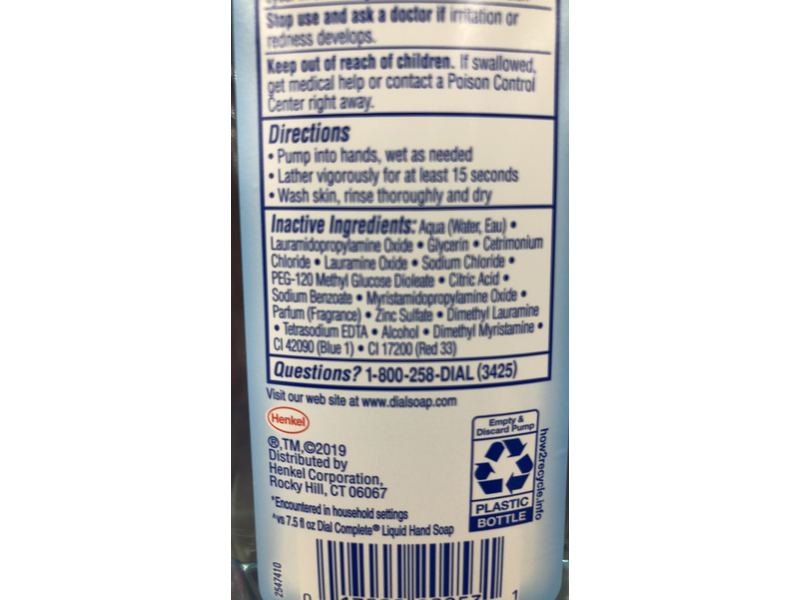 Stop use and ask a doctor if irritation or
redness develops.
Keep out of reach of children. If swallowed,
get medical help or contact a Poison Control
Center right away.
Directions
• Pump into hands, wet as needed
• Lather vigorously for at least 15 seconds
• Wash skin, rinse thoroughly and dry
Inactive Ingredients: Aqua (Water, Eau) •
Lauramidopropylamine Oxide • Glycerin • Cetrimonium
Chloride • Lauramine Oxide • Sodium Chloride •
PEG-120 Methyl Glucose Dioleate • Citric Acid •
Sodium Benzoate • Myristamidopropylamine Oxide •
Parfum (Fragrance) • Zinc Sulfate • Dimethyl Lauramine
• Tetrasodium EDTA • Alcohol • Dimethyl Myristamine •
CI 42090 (Blue 1) • CI 17200 (Red 33)
Questions? 1-800-258-DIAL (3425)
Visit our web site at www.dialsoap.com
Henkel
®,TM,©2019
Distributed by
Henkel Corporation,
Rocky Hill, CT 06067
*Encountered in household settings
^vs 7.5 fl oz Dial Complete® Liquid Hand Soap
Empty &
Discard Pump
PLASTIC
BOTTLE
how2recycle.info
2547410
0
1